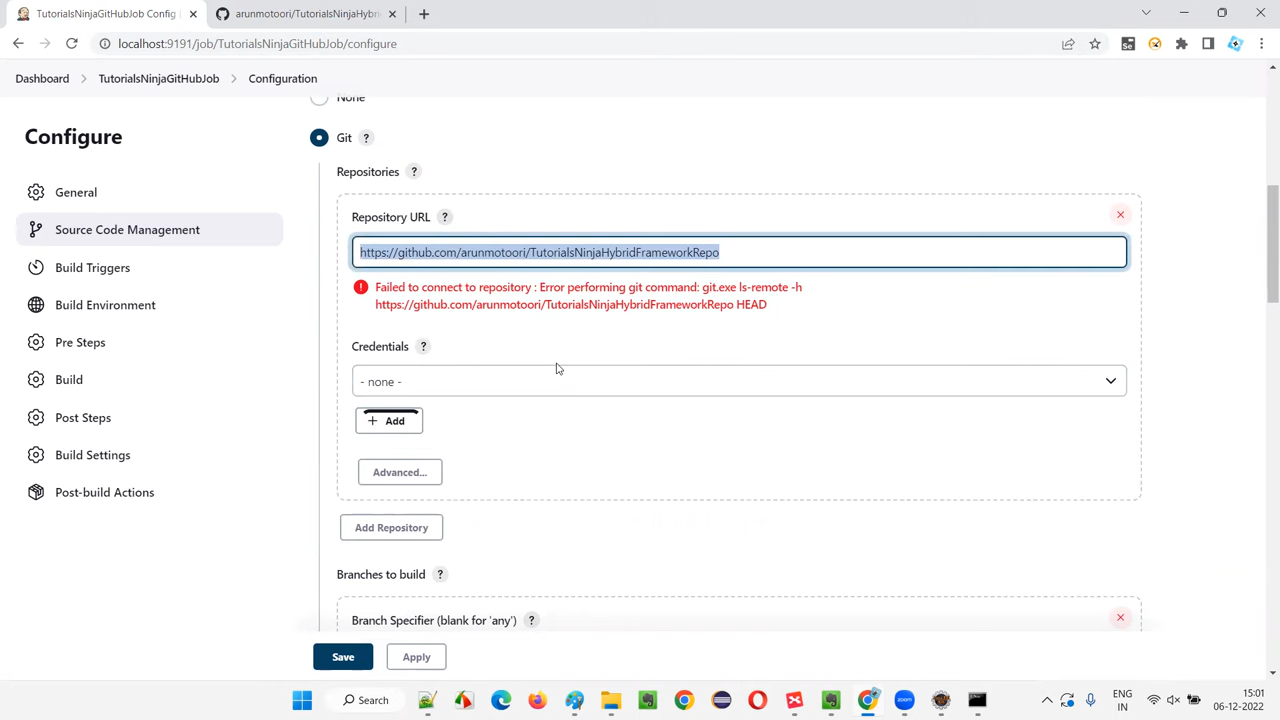 TutorialsNinjaGitHubJob Config
arunmotoori/TutorialsNinjaHybri
localhost:9191/job/TutorialsNinjaGitHubJob/configure
Dashboard
TutorialsNinjaGitHubJob
Configuration
None
Configure
Git ?
Repositories ?
General
Repository URL ?
Source Code Management
https://github.com/arunmotoori/TutorialsNinjaHybridFrameworkRepo
Build Triggers
Failed to connect to repository : Error performing git command: git.exe ls-remote -h
https://github.com/arunmotoori/TutorialsNinjaHybridFrameworkRepo HEAD
Build Environment
Pre Steps
Credentials ?
Build
- none -
Post Steps
+ Add
Build Settings
Advanced...
Post-build Actions
Add Repository
Branches to build ?
Branch Specifier (blank for 'any') ?
Save
Apply
Search
ENG
IN
15:01
06-12-2022